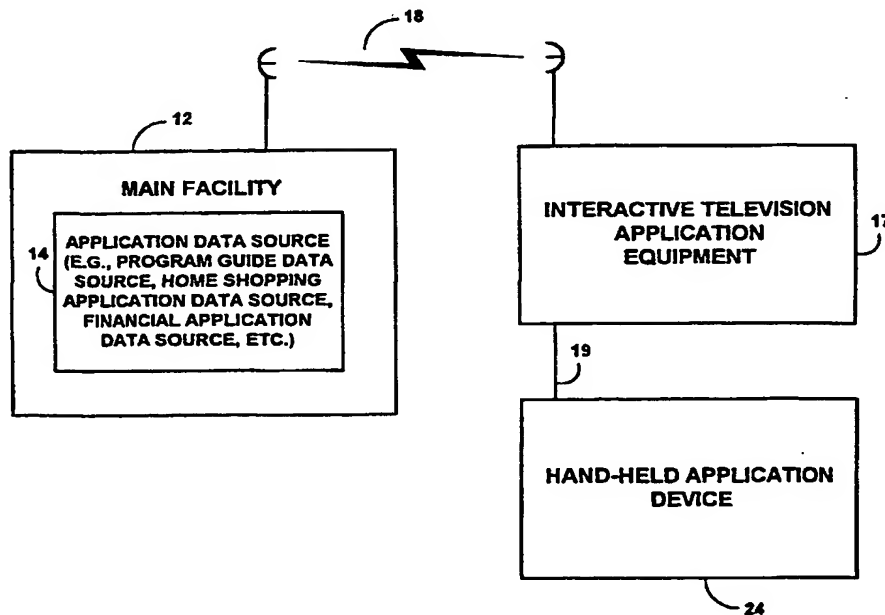 18
12
MAIN FACILITY
14
APPLICATION DATA SOURCE
(E.G., PROGRAM GUIDE DATA
SOURCE, HOME SHOPPING
APPLICATION DATA SOURCE,
FINANCIAL APPLICATION
DATA SOURCE, ETC.)
INTERACTIVE TELEVISION
APPLICATION
EQUIPMENT
17
19
HAND-HELD APPLICATION
DEVICE
24